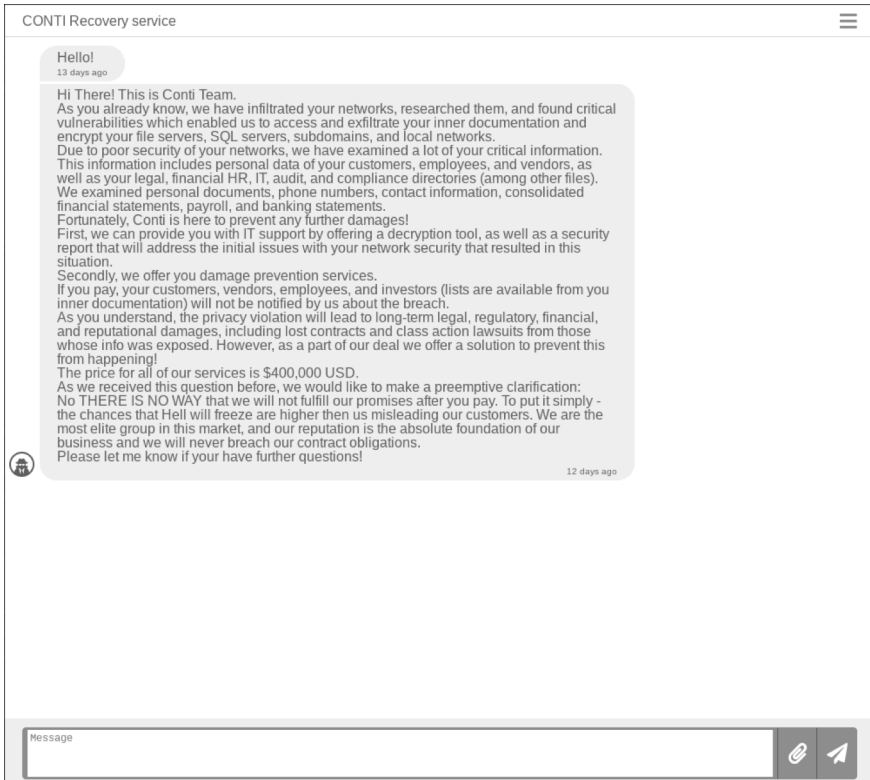 CONTI Recovery service
Hello!
13 days ago
Hi There! This is Conti Team.
As you already know, we have infiltrated your networks, researched them, and found critical
vulnerabilities which enabled us to access and exfiltrate your inner documentation and
encrypt your file servers, SQL servers, subdomains, and local networks.
Due to poor security of your networks, we have examined a lot of your critical information.
This information includes personal data of your customers, employees, and vendors, as
well as your legal, financial HR, IT, audit, and compliance directories (among other files).
We examined personal documents, phone numbers, contact information, consolidated
financial statements, payroll, and banking statements.
Fortunately, Conti is here to prevent any further damages!
First, we can provide you with IT support by offering a decryption tool, as well as a security
report that will address the initial issues with your network security that resulted in this
situation.
Secondly, we offer you damage prevention services.
If you pay, your customers, vendors, employees, and investors (lists are available from you
inner documentation) will not be notified by us about the breach.
As you understand, the privacy violation will lead to long-term legal, regulatory, financial,
and reputational damages, including lost contracts and class action lawsuits from those
whose info was exposed. However, as a part of our deal we offer a solution to prevent this
from happening!
The price for all of our services is $400,000 USD.
As we received this question before, we would like to make a preemptive clarification:
No THERE IS NO WAY that we will not fulfill our promises after you pay. To put it simply -
the chances that Hell will freeze are higher then us misleading our customers. We are the
most elite group in this market, and our reputation is the absolute foundation of our
business and we will never breach our contract obligations.
Please let me know if your have further questions!
12 days ago
Message